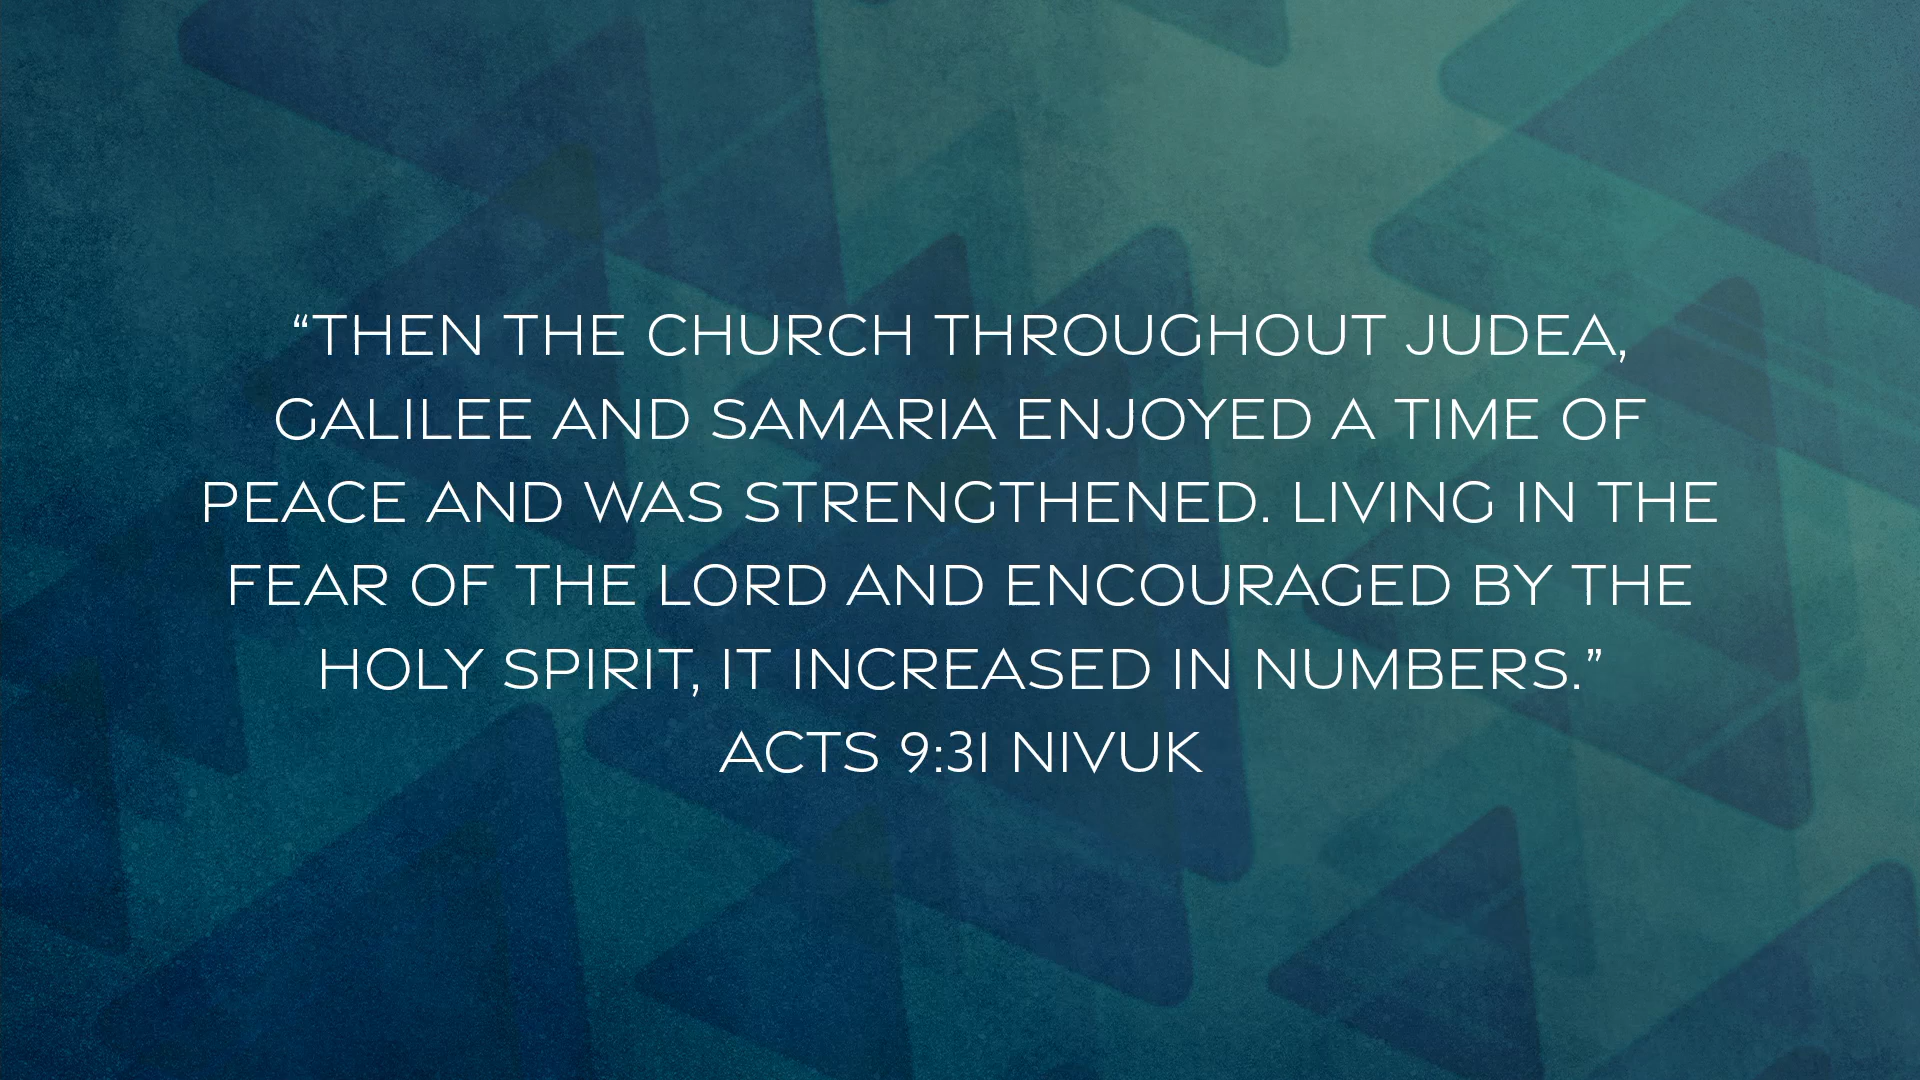 “THEN THE CHURCH THROUGHOUT JUDEA,
GALILEE AND SAMARIA ENJOYED A TIME OF
PEACE AND WAS STRENGTHENED. LIVING IN THE
FEAR OF THE LORD AND ENCOURAGED BY THE
HOLY SPIRIT, IT INCREASED IN NUMBERS.”
ACTS 9:31 NIVUK